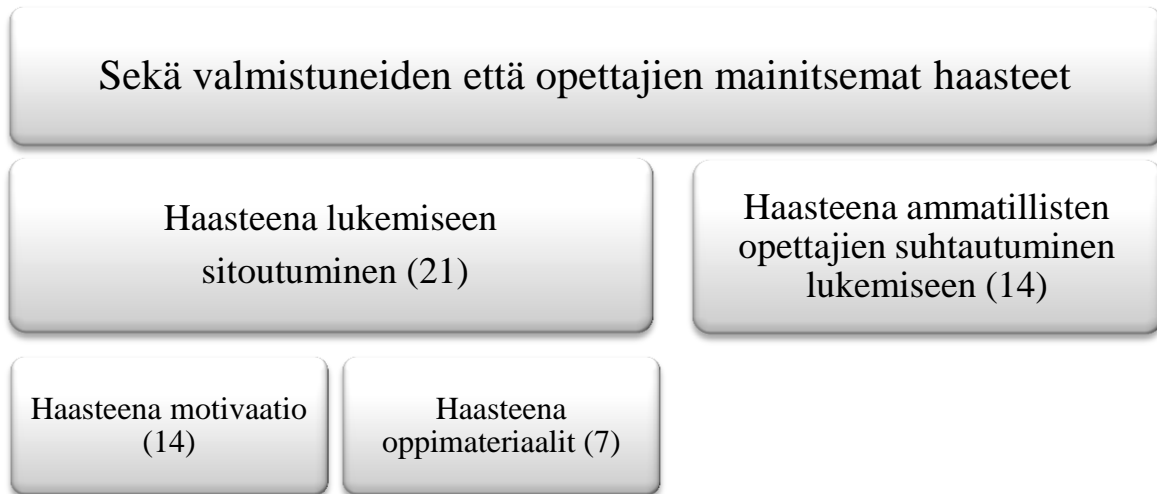 Sekä valmistuneiden että opettajien mainitsemat haasteet
Haasteena lukemiseen
sitoutuminen (21)
Haasteena ammatillisten
opettajien suhtautuminen
lukemiseen (14)
Haasteena motivaatio
(14)
Haasteena
oppimateriaalit (7)